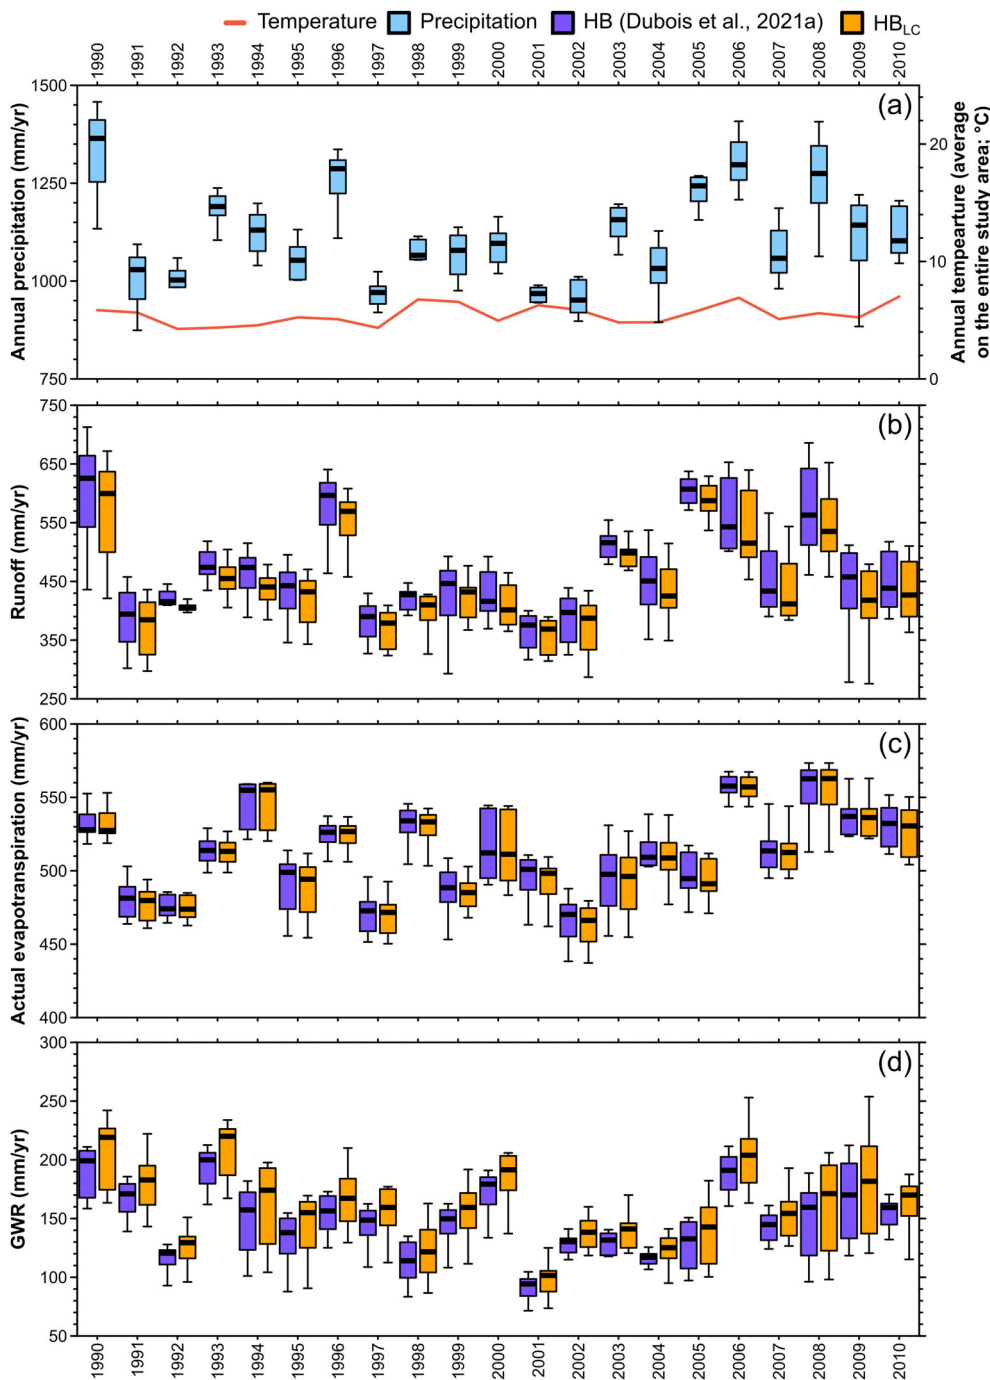 Temperature Precipitation HB (Dubois et al., 2021a) HBLC
1990 1991 1992 1993 1994 1995 1996 1997 1998 1999 2000 2001 2002 2003 2004 2005 2006 2007 2008 2009 2010
(a)
Annual precipitation (mm/yr)
1500
1250
1000
750
Annual tempearture (average
on the entire study area; °C)
20
10
0
(b)
Runoff (mm/yr)
750
650
550
450
350
250
(c)
Actual evapotranspiration (mm/yr)
600
550
500
450
400
(d)
GWR (mm/yr)
300
250
200
150
100
50
1990 1991 1992 1993 1994 1995 1996 1997 1998 1999 2000 2001 2002 2003 2004 2005 2006 2007 2008 2009 2010